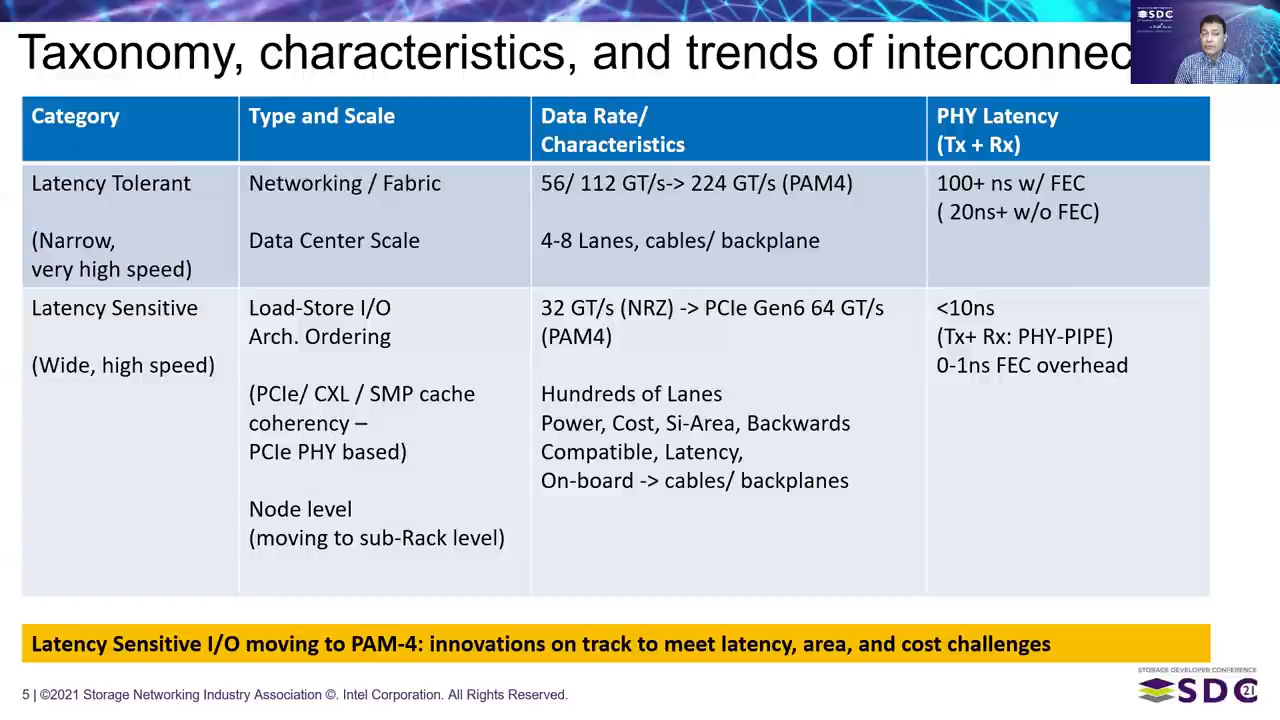 SDC
Taxonomy, characteristics, and trends of interconnec
Category
Type and Scale
Data Rate/
Characteristics
PHY Latency
(Tx + Rx)
Latency Tolerant
(Narrow,
very high speed)
Networking / Fabric
Data Center Scale
56/ 112 GT/s-> 224 GT/s (PAM4)
4-8 Lanes, cables/ backplane
100+ ns w/ FEC
( 20ns+ w/o FEC)
Latency Sensitive
(Wide, high speed)
Load-Store I/O
Arch. Ordering
(PCIe/ CXL / SMP cache
coherency –
PCIe PHY based)
Node level
(moving to sub-Rack level)
32 GT/s (NRZ) -> PCIe Gen6 64 GT/s
(PAM4)
Hundreds of Lanes
Power, Cost, Si-Area, Backwards
Compatible, Latency,
On-board -> cables/ backplanes
<10ns
(Tx+ Rx: PHY-PIPE)
0-1ns FEC overhead
Latency Sensitive I/O moving to PAM-4: innovations on track to meet latency, area, and cost challenges
5 | ©2021 Storage Networking Industry Association ©. Intel Corporation. All Rights Reserved.
STORAGE DEVELOPER CONFERENCE
SDC 21